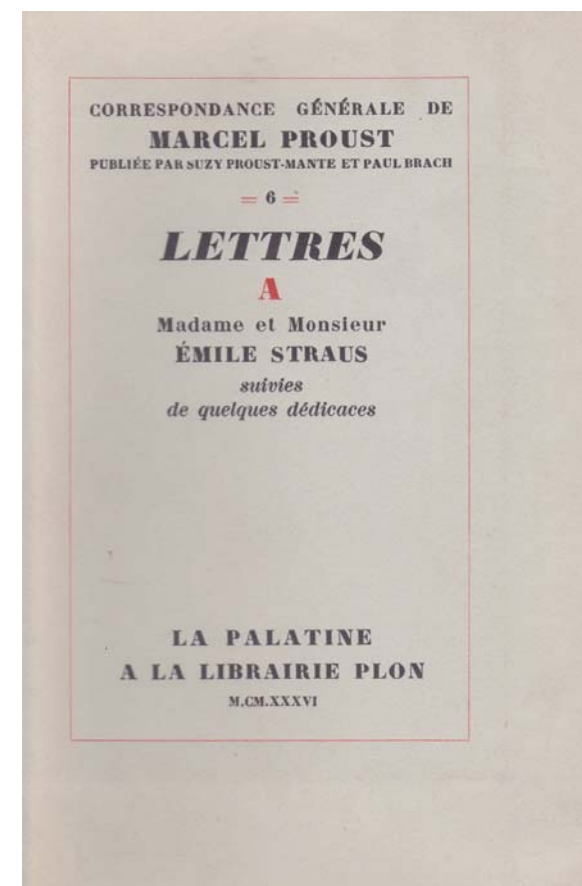 CORRESPONDANCE GÉNÉRALE DE
MARCEL PROUST
PUBLIÉE PAR SUZY PROUST-MANTE ET PAUL BRACH
= 6 =
LETTRES
A
Madame et Monsieur
ÉMILE STRAUS
suivies
de quelques dédicaces
LA PALATINE
A LA LIBRAIRIE PLON
M.CM.XXXVI